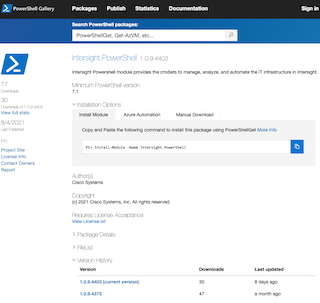 PowerShell Gallery
Packages
Publish
Statistics
Documentation
Search PowerShell packages:
PowerShellGet, Get-AzVM, etc...
77
Downloads
30
Downloads of 1.0.9.4403
View full stats
8/4/2021
Last Published
Info
Project Site
License Info
Contact Owners
Report
Intersight.PowerShell 1.0.9.4403
Intersight Powershell module provides the cmdlets to manage, analyze, and automate the IT infrastructure in Intersight.
Minimum PowerShell version
7.1
Installation Options
Install Module
Azure Automation
Manual Download
Copy and Paste the following command to install this package using PowerShellGet More Info
PS> Install-Module -Name Intersight.PowerShell
Author(s)
Cisco Systems
Copyright
(c) 2021 Cisco Systems, Inc. All rights reserved.
Requires License Acceptance
View License.txt
Package Details
FileList
Version History
Version Downloads Last updated
1.0.9.4403 (current version) 30 8 days ago
1.0.9.4375 47 a month ago